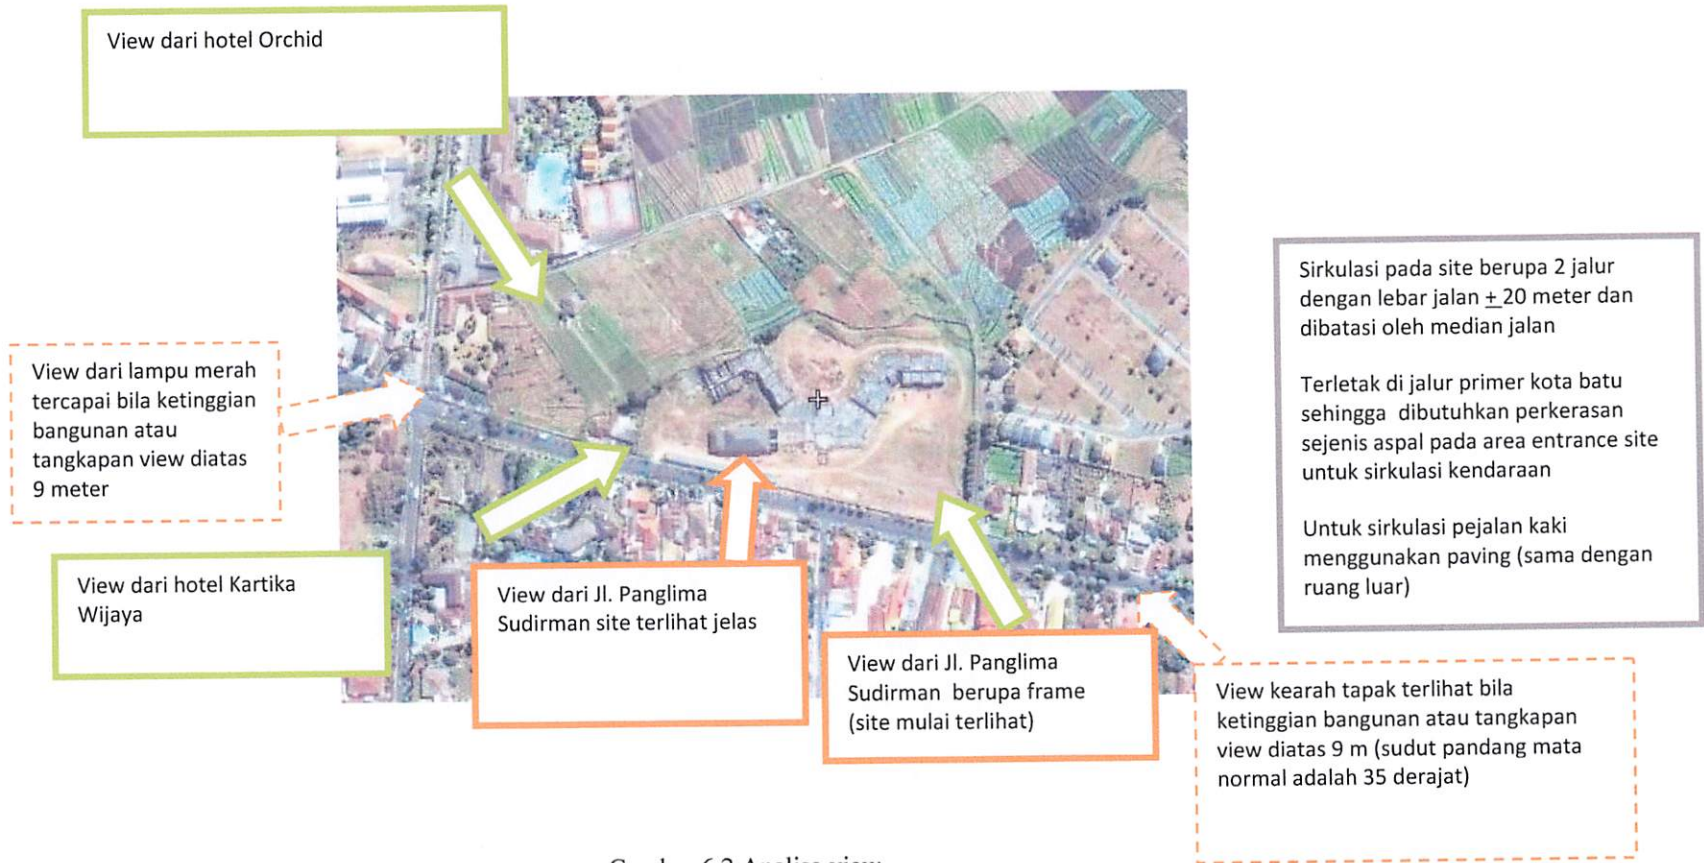 View dari hotel Orchid
View dari lampu merah
tercapai bila ketinggian
bangunan atau
tangkapan view diatas
9 meter
View dari hotel Kartika
Wijaya
View dari Jl. Panglima
Sudirman site terlihat jelas
View dari Jl. Panglima
Sudirman berupa frame
(site mulai terlihat)
Sirkulasi pada site berupa 2 jalur
dengan lebar jalan ± 20 meter dan
dibatasi oleh median jalan
Terletak di jalur primer kota batu
sehingga dibutuhkan perkerasan
sejenis aspal pada area entrance site
untuk sirkulasi kendaraan
Untuk sirkulasi pejalan kaki
menggunakan paving (sama dengan
ruang luar)
View kearah tapak terlihat bila
ketinggian bangunan atau tangkapan
view diatas 9 m (sudut pandang mata
normal adalah 35 derajat)